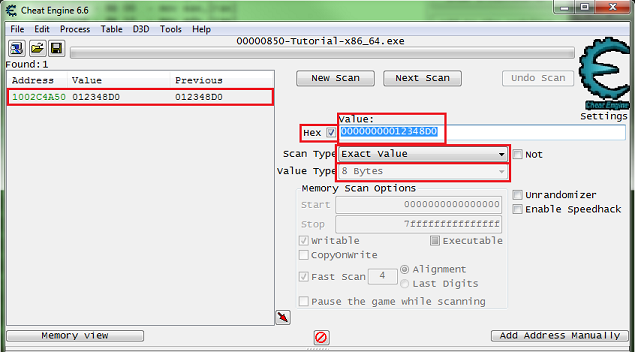 Cheat Engine 6.6
File Edit Process Table D3D Tools Help
00000850-Tutorial-x86_64.exe
Found:1
Address Value Previous
1002C4A50 012348D0 012348D0
New Scan Next Scan Undo Scan
Cheat Engine
Settings
Value:
Hex 00000000012348D0
Scan Type Exact Value Not
Value Type 8 Bytes
Memory Scan Options
Start 0000000000000000
Stop 7fffffffffffffff
Unrandomizer
Enable Speedhack
Writable Executable
CopyOnWrite
Fast Scan 4 Alignment
Last Digits
Pause the game while scanning
Memory view Add Address Manually